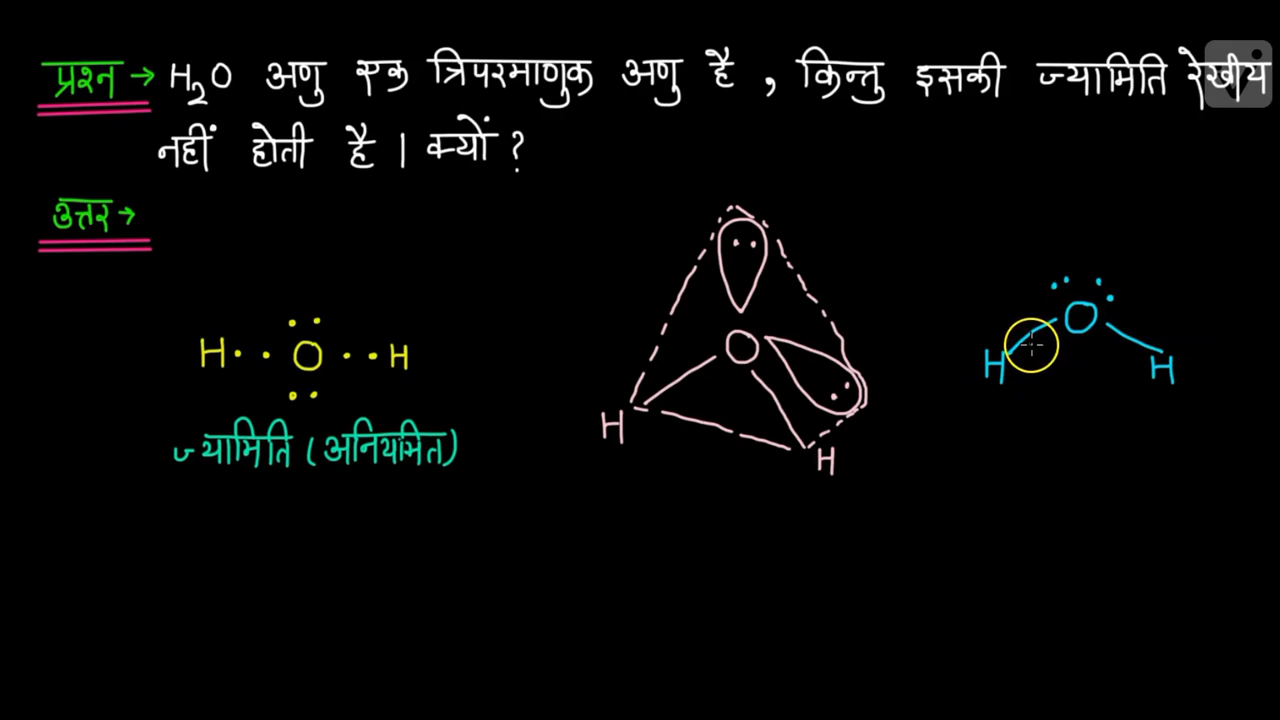 प्रश्न → H₂O अणु एक त्रिपरमाणुक अणु है , किन्तु इसकी ज्यामिति रेखीय
नहीं होती है । क्यों ?
उत्तर →
H · · O · · H
ज्यामिति ( अनियमित )
O
H
H
O
H H